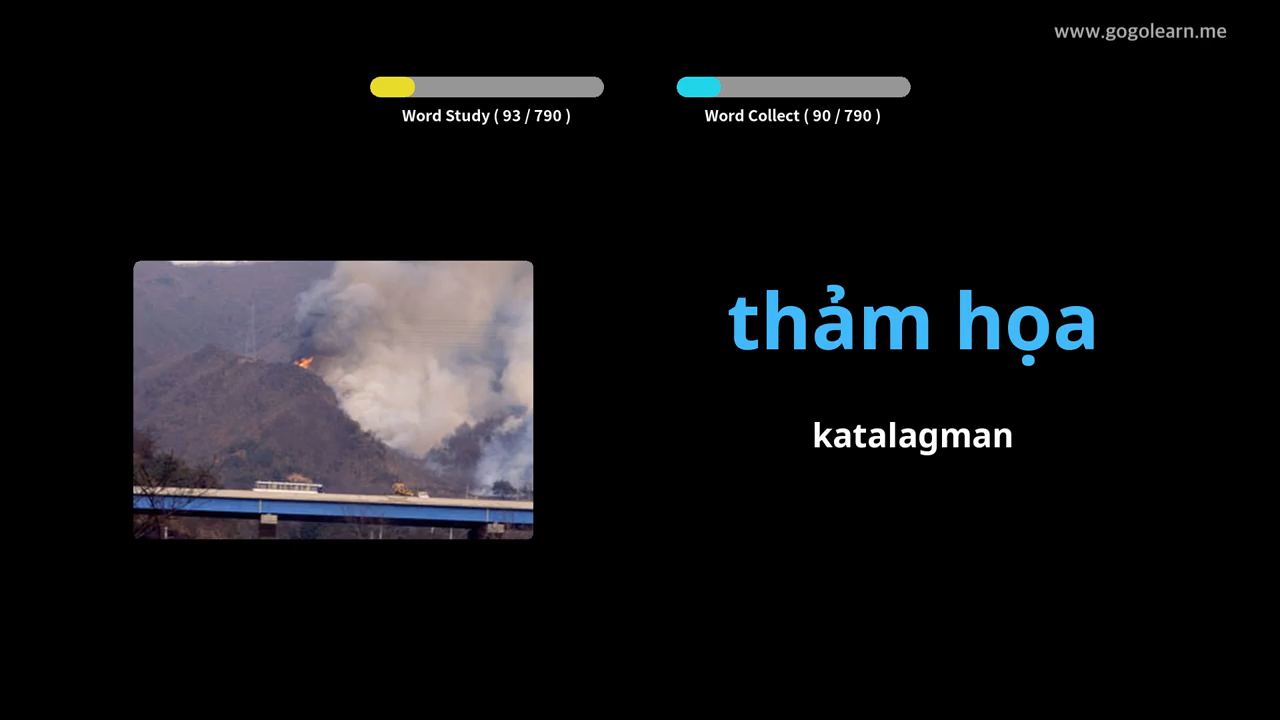 www.gogolearn.me
Word Study ( 93 / 790 )
Word Collect ( 90 / 790 )
thảm họa
katalagman